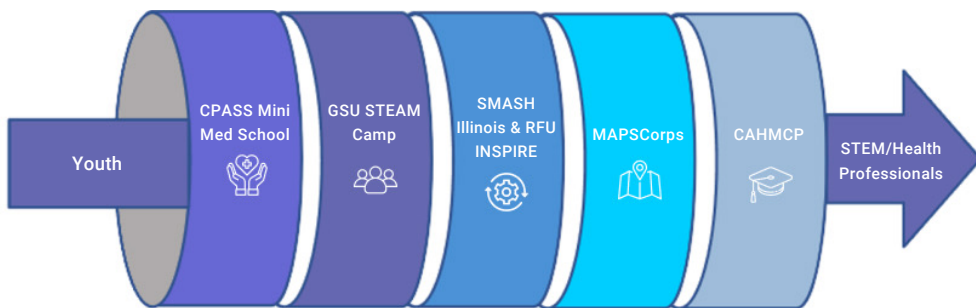 Youth
CPASS Mini
Med School
GSU STEAM
Camp
SMASH
Illinois & RFU
INSPIRE
MAPSCorps
CAHMCP
STEM/Health
Professionals